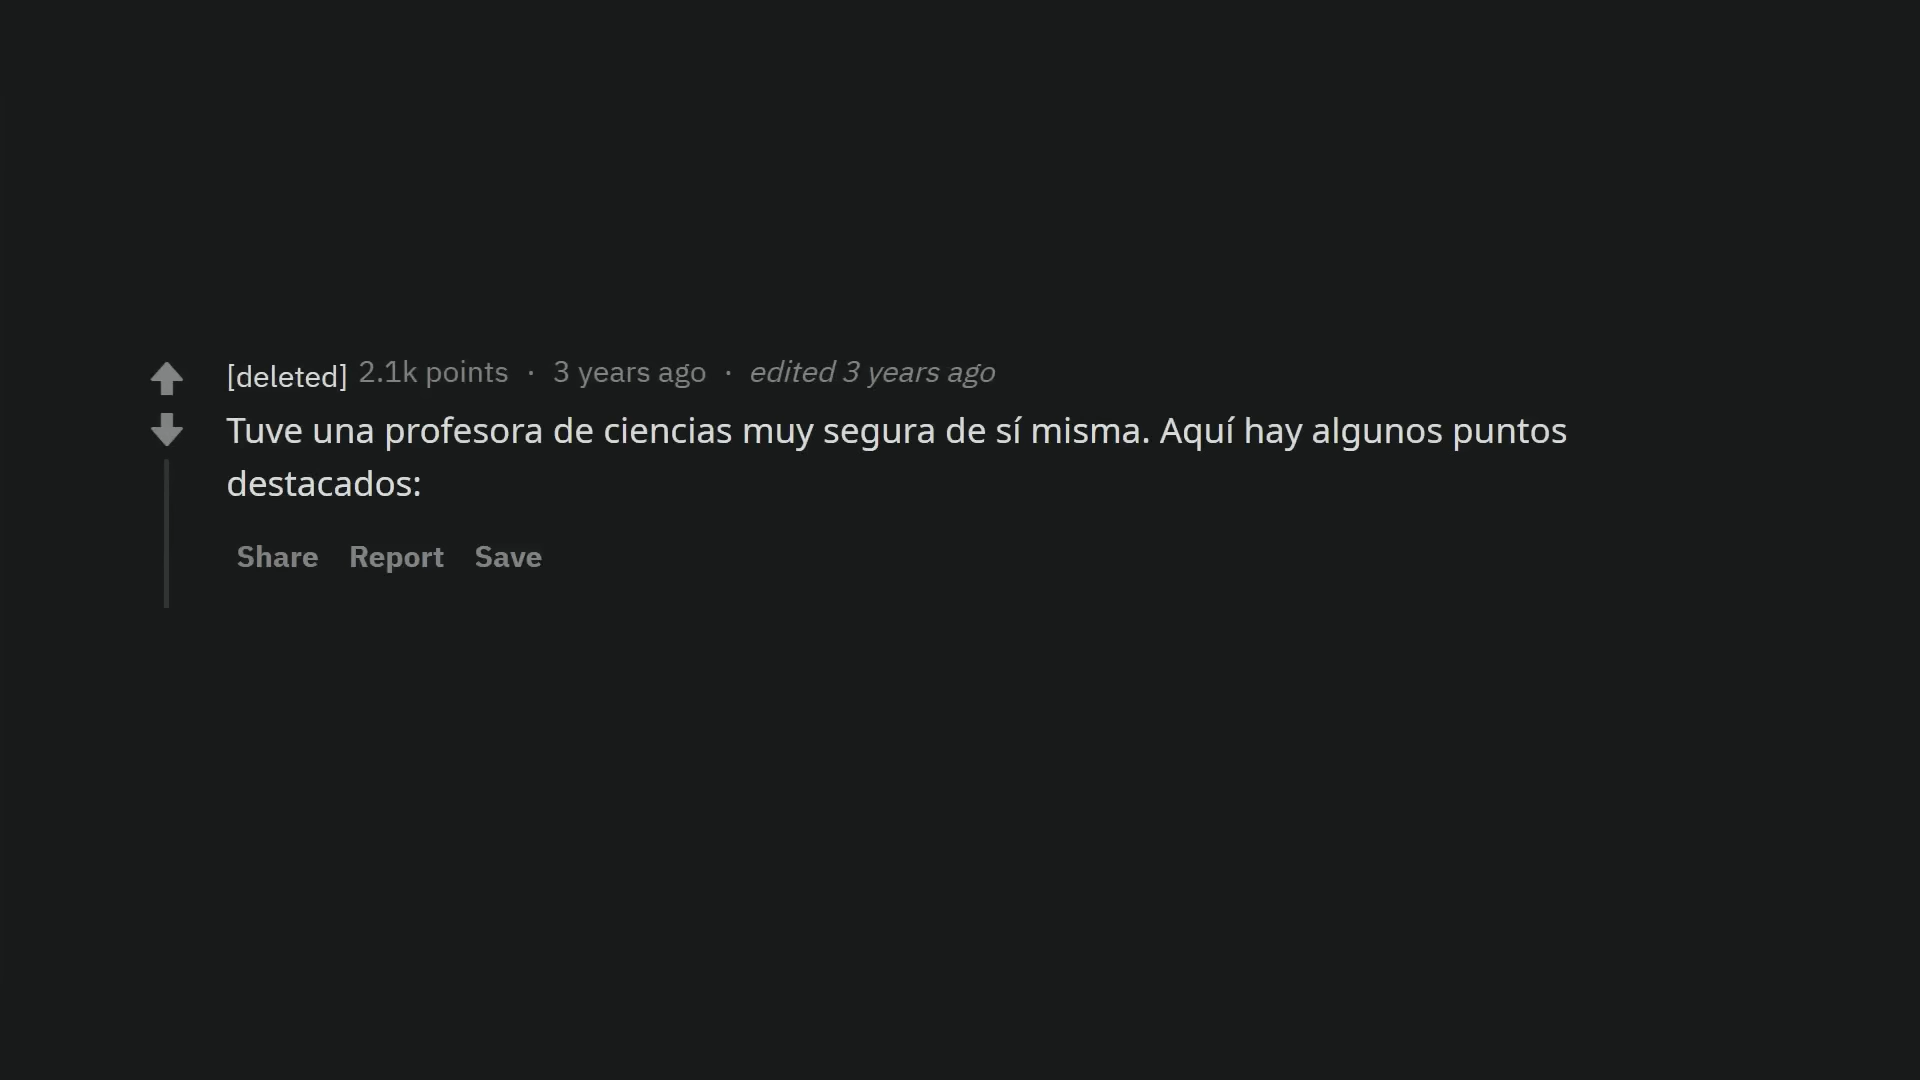 [deleted] 2.1k points · 3 years ago · edited 3 years ago
Tuve una profesora de ciencias muy segura de sí misma. Aquí hay algunos puntos
destacados:
Share Report Save